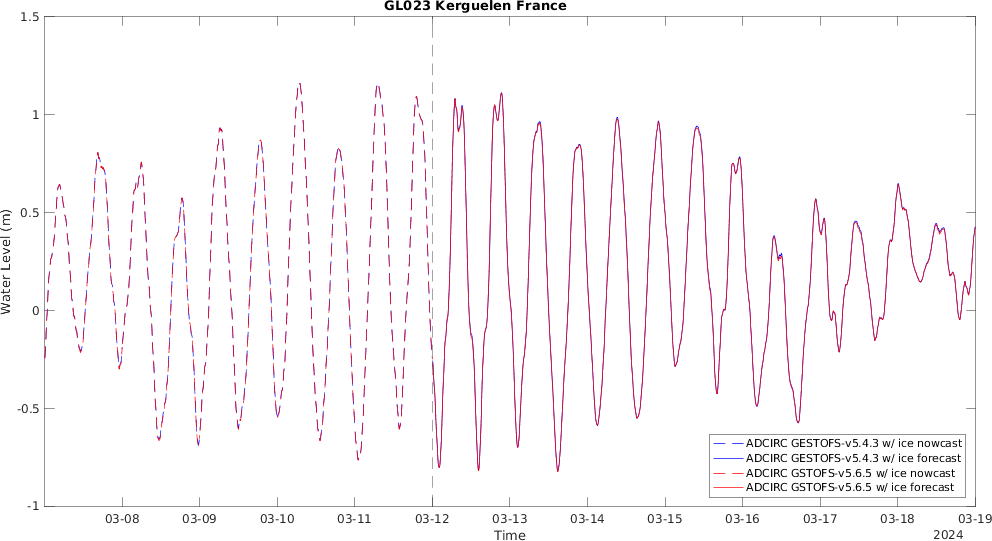 GL023 Kerguelen France
1.5
1
0.5
0
-0.5
-1
Water Level (m)
03-08 03-09 03-10 03-11 03-12 03-13 03-14 03-15 03-16 03-17 03-18 03-19
Time
2024
ADCIRC GESTOFS-v5.4.3 w/ ice nowcast
ADCIRC GESTOFS-v5.4.3 w/ ice forecast
ADCIRC GSTOFS-v5.6.5 w/ ice nowcast
ADCIRC GSTOFS-v5.6.5 w/ ice forecast